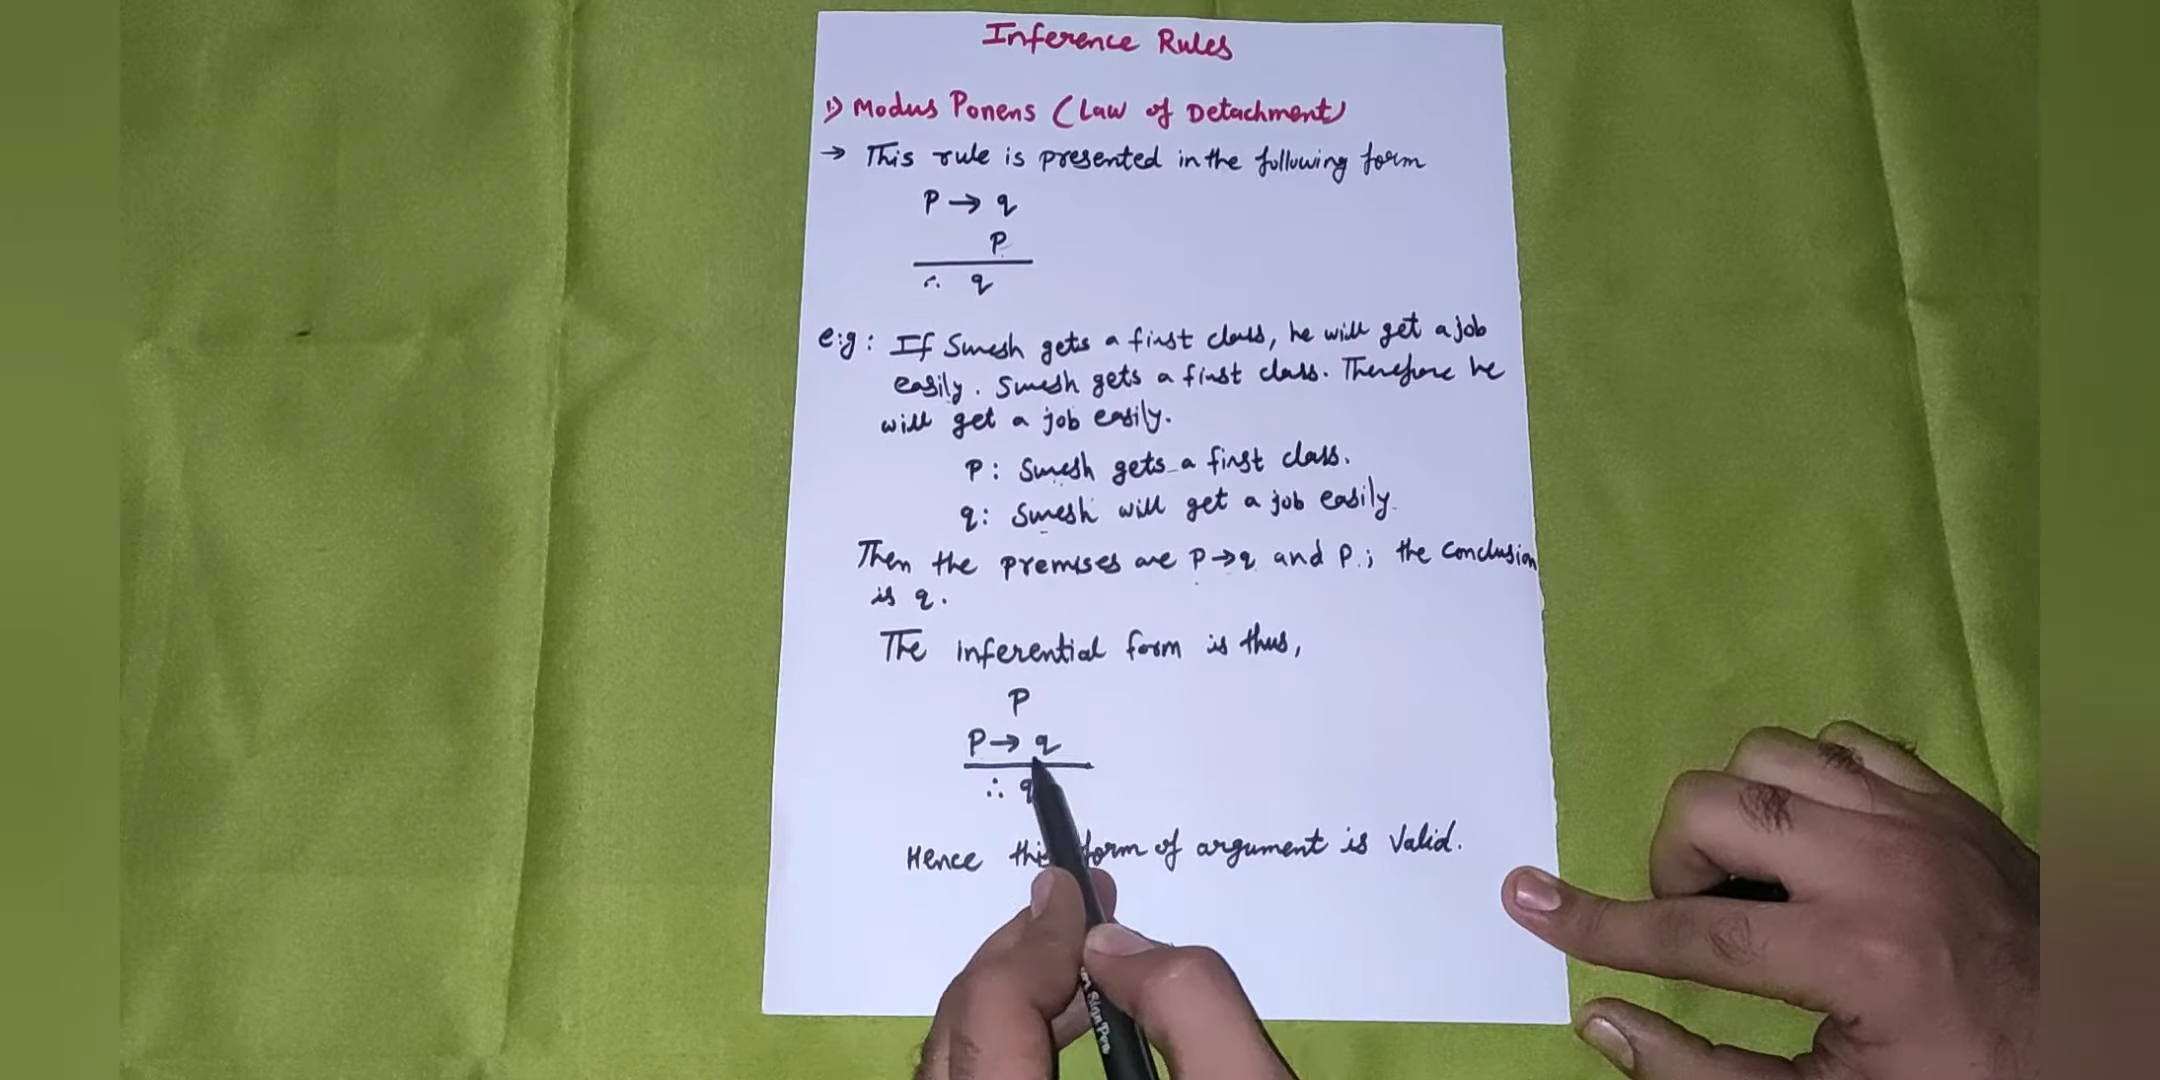 Inference Rules
1) Modus Ponens (Law of Detachment)
→ This rule is presented in the following form
P → q
P
∴ q
e.g: If Suresh gets a first class, he will get a job
easily. Suresh gets a first class. Therefore he
will get a job easily.
P: Suresh gets a first class.
q: Suresh will get a job easily.
Then the premises are P→q and P; the conclusion
is q.
The inferential form is thus,
P
P → q
∴ q
Hence this form of argument is Valid.
Sign Pen